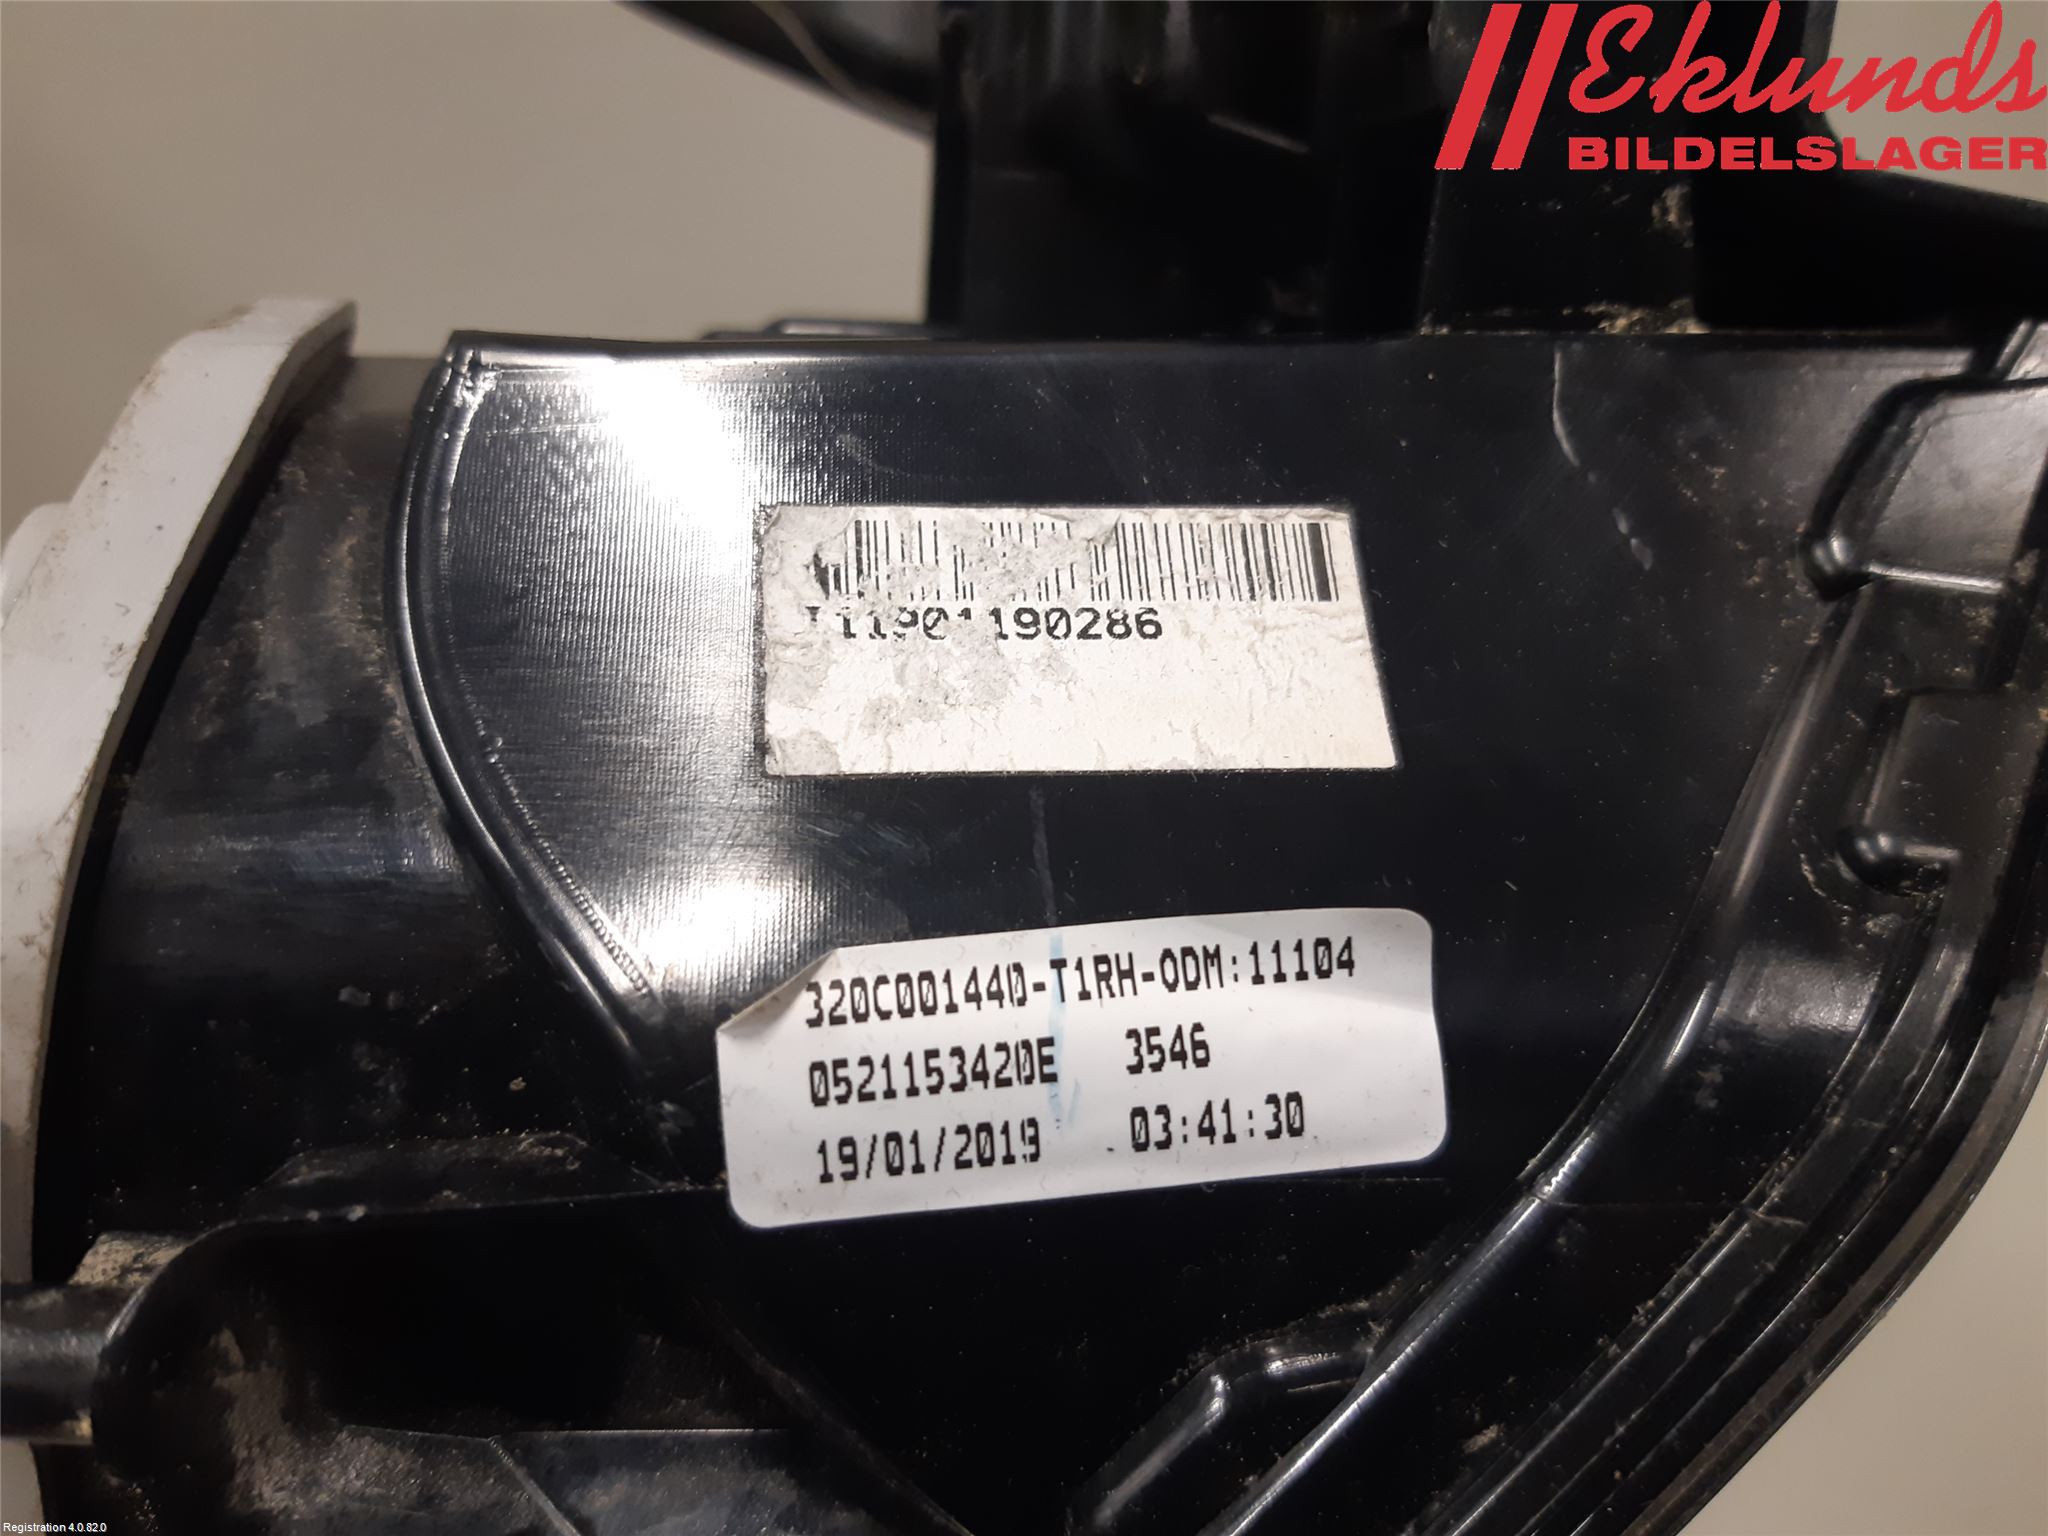 Eklunds
BILDELSLAGER
320C001440-T1RH-ODM:11104
0521153420E 3546
19/01/2019 03:41:30
Registration 4.0.82.0